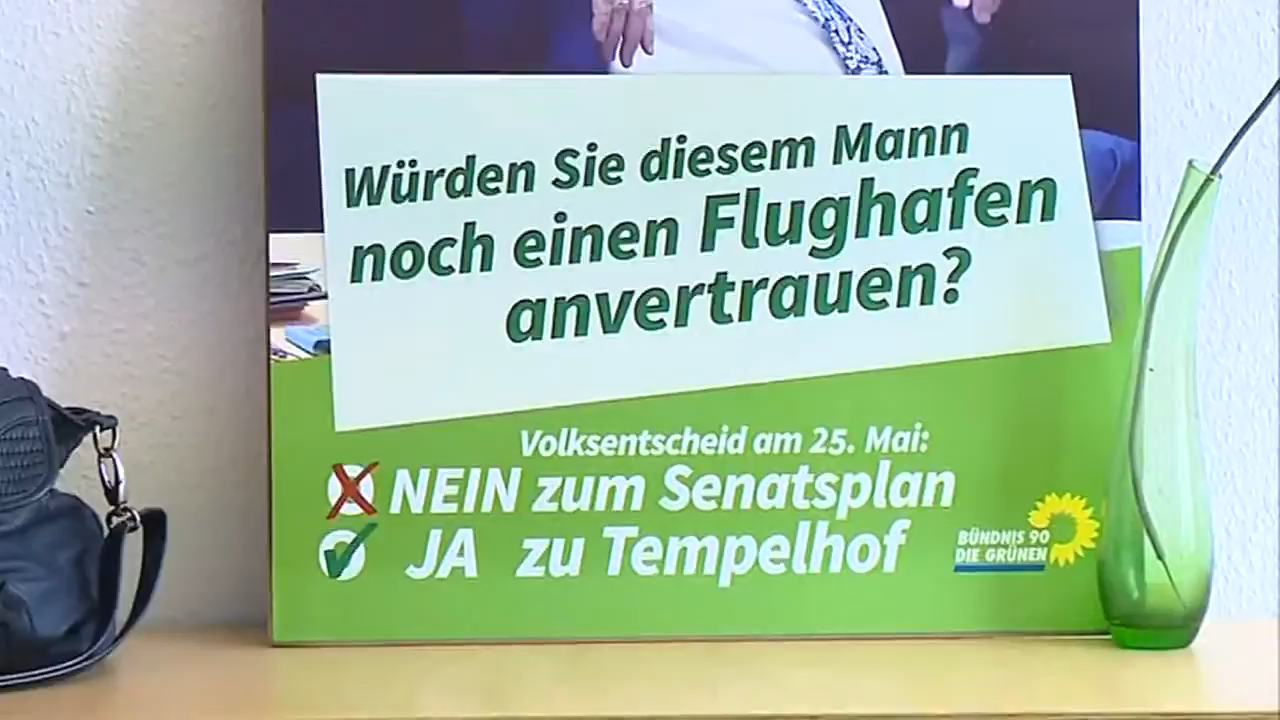 Würden Sie diesem Mann
noch einen Flughafen
anvertrauen?
Volksentscheid am 25. Mai:
NEIN zum Senatsplan
JA zu Tempelhof
BÜNDNIS 90
DIE GRÜNEN